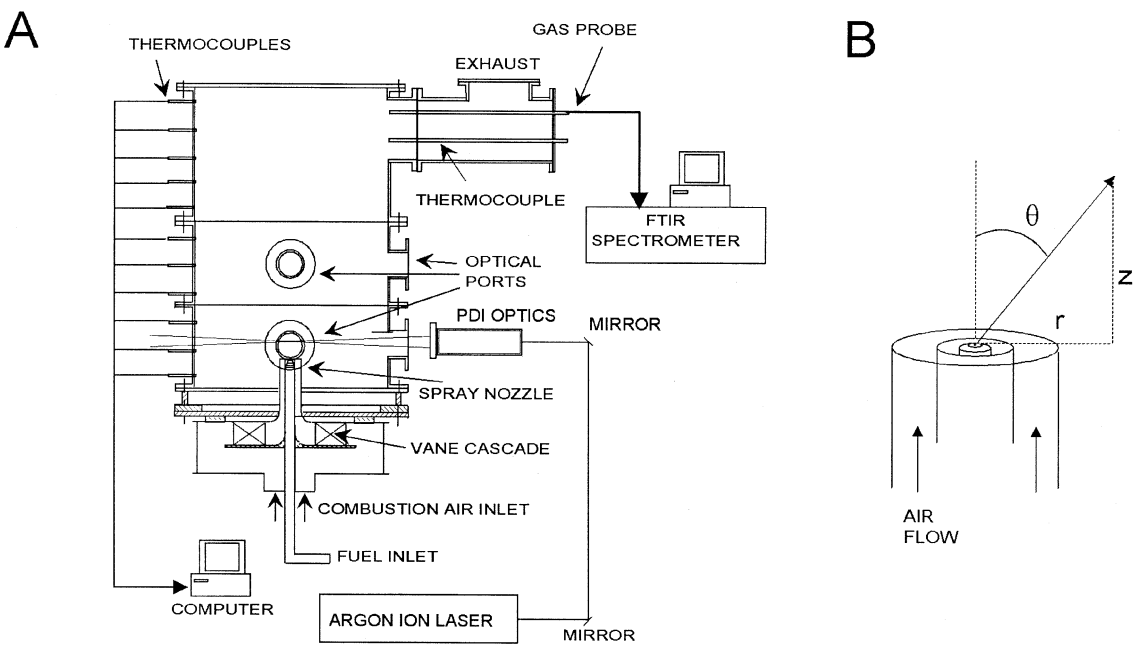 A
B
THERMOCOUPLES
GAS PROBE
EXHAUST
THERMOCOUPLE
FTIR
SPECTROMETER
OPTICAL
PORTS
PDI OPTICS
MIRROR
SPRAY NOZZLE
VANE CASCADE
COMBUSTION AIR INLET
FUEL INLET
COMPUTER
ARGON ION LASER
MIRROR
θ
z
r
AIR
FLOW